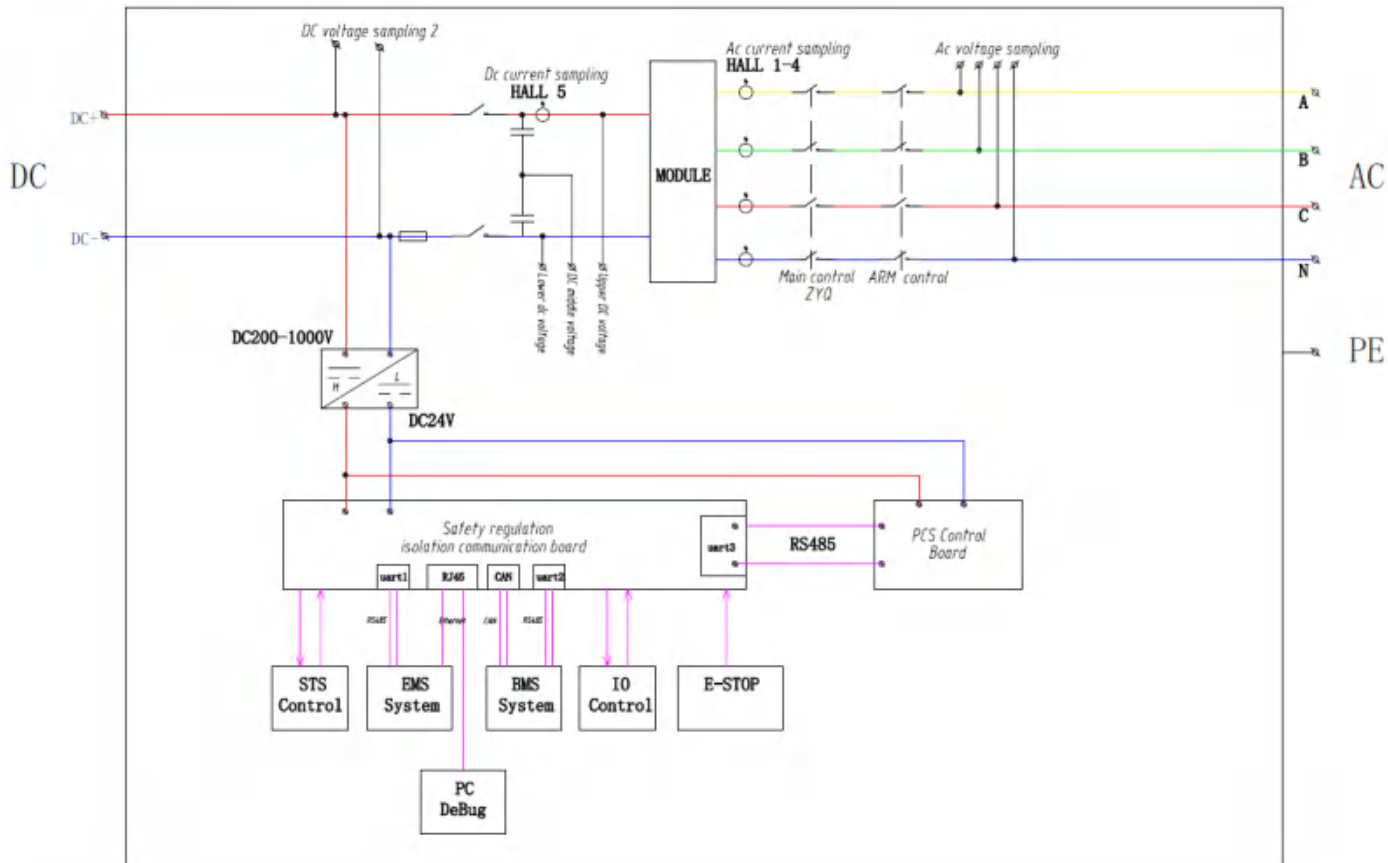 DC voltage sampling 2
Dc current sampling
HALL 5
Ac current sampling
HALL 1-4
Ac voltage sampling
DC+
DC
DC-
MODULE
A
B
C
N
AC
PE
Main control
ZYQ
ARM control
Lower dc voltage
DC middle voltage
Upper DC voltage
DC200-1000V
H
L
DC24V
Safety regulation
isolation communication board
uart3
RS485
PCS Control
Board
uart1
RJ45
CAN
uart2
RS485
Ethernet
CAN
RS485
STS
Control
EMS
System
BMS
System
IO
Control
E-STOP
PC
DeBug